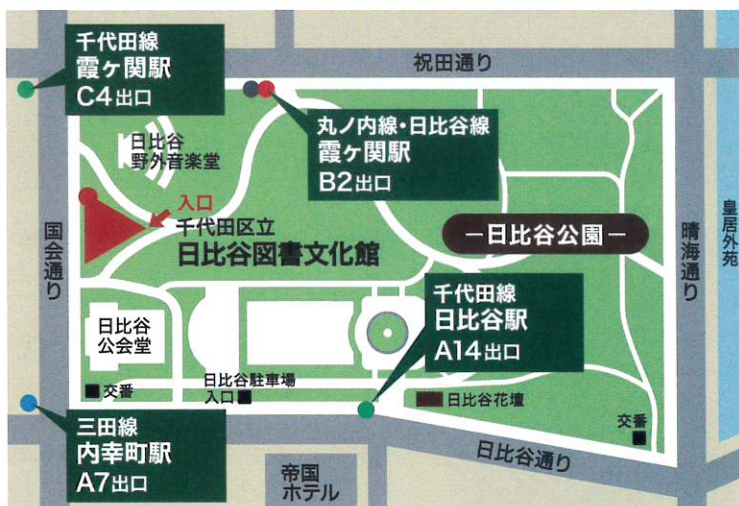 千代田線
霞ヶ関駅
C4出口
祝田通り
丸ノ内線・日比谷線
霞ヶ関駅
B2出口
日比谷
野外音楽堂
入口
千代田区立
日比谷図書文化館
国会通り
－日比谷公園－
晴海通り
皇居外苑
千代田線
日比谷駅
A14出口
日比谷
公会堂
交番
日比谷駐車場
入口
日比谷花壇
交番
三田線
内幸町駅
A7出口
日比谷通り
帝国
ホテル